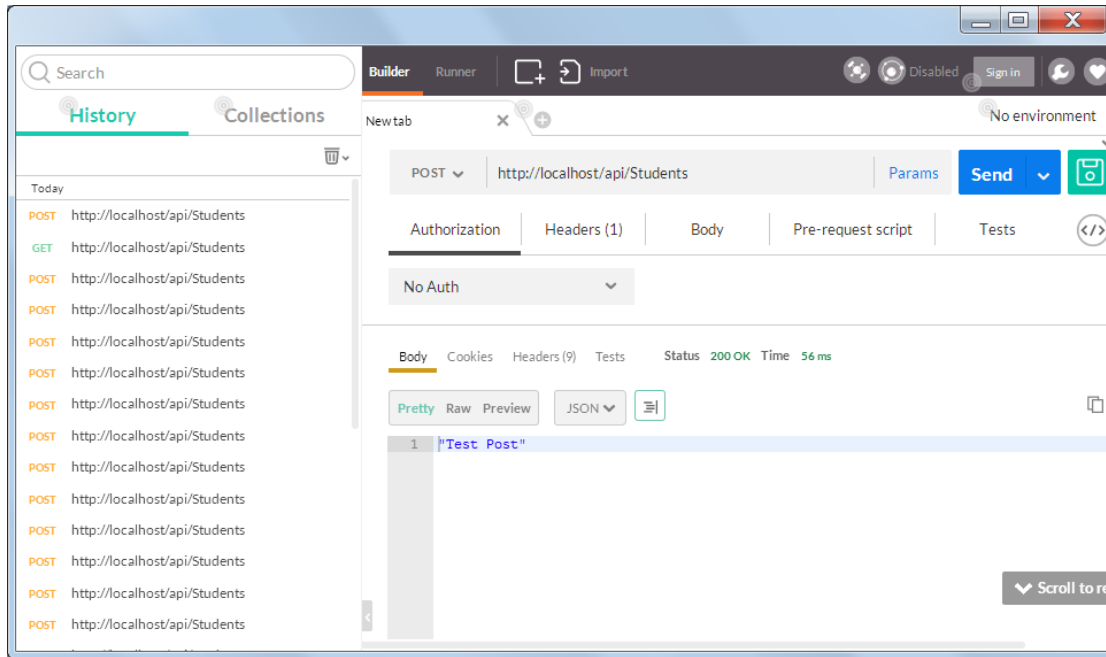 Search
History Collections
Today
POST http://localhost/api/Students
GET http://localhost/api/Students
POST http://localhost/api/Students
POST http://localhost/api/Students
POST http://localhost/api/Students
POST http://localhost/api/Students
POST http://localhost/api/Students
POST http://localhost/api/Students
POST http://localhost/api/Students
POST http://localhost/api/Students
POST http://localhost/api/Students
POST http://localhost/api/Students
POST http://localhost/api/Students
POST http://localhost/api/Students
Builder Runner Import Disabled Sign in
New tab No environment
POST http://localhost/api/Students Params Send
Authorization Headers (1) Body Pre-request script Tests
No Auth
Body Cookies Headers (9) Tests Status 200 OK Time 56 ms
Pretty Raw Preview JSON
1 "Test Post"
Scroll to re